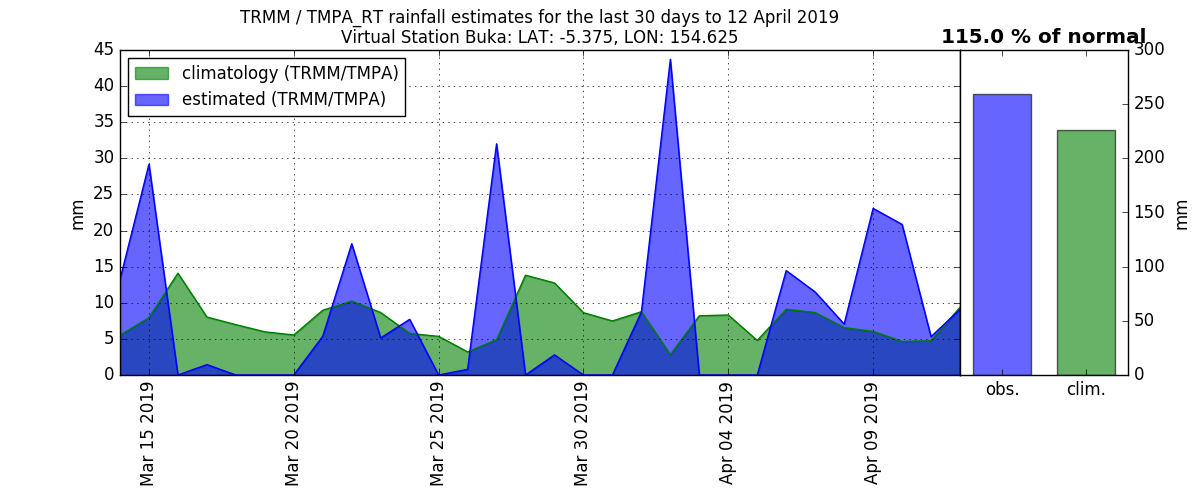 TRMM / TMPA_RT rainfall estimates for the last 30 days to 12 April 2019
Virtual Station Buka: LAT: -5.375, LON: 154.625
115.0 % of normal
climatology (TRMM/TMPA)
estimated (TRMM/TMPA)
mm
45
40
35
30
25
20
15
10
5
0
Mar 15 2019
Mar 20 2019
Mar 25 2019
Mar 30 2019
Apr 04 2019
Apr 09 2019
300
250
200
150
100
50
0
mm
obs.
clim.